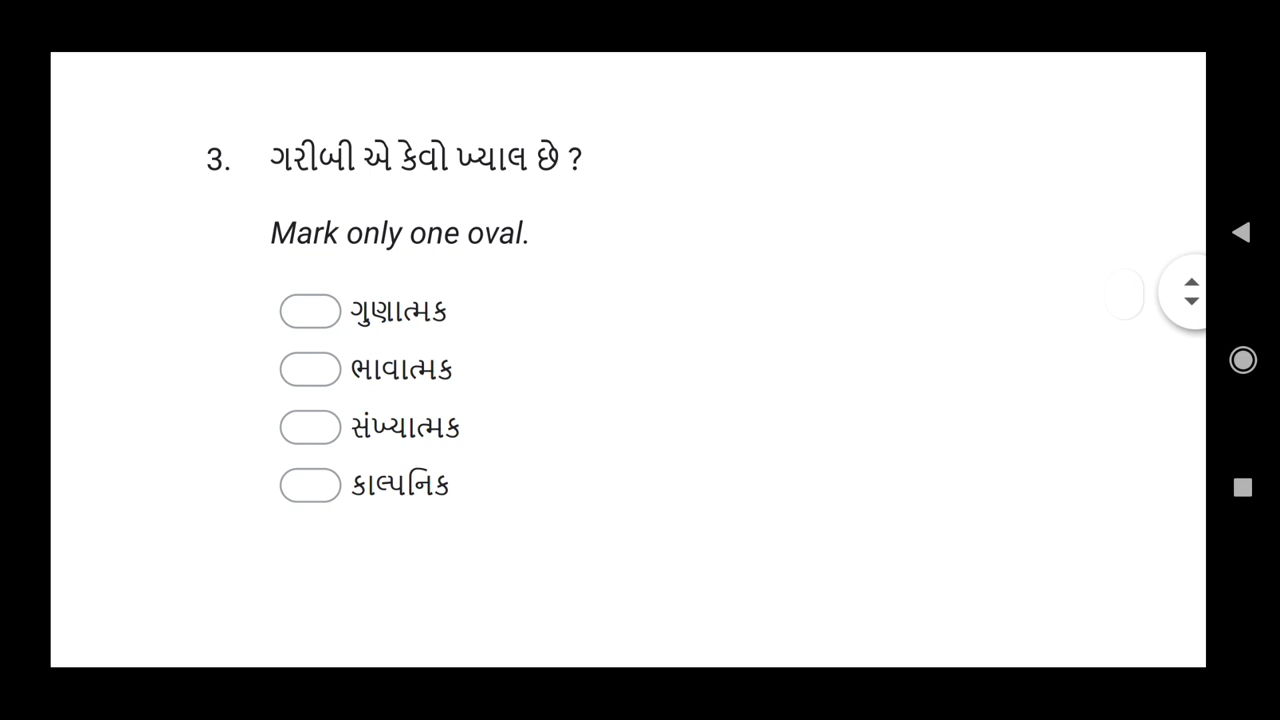 3. ગરીબી એ કેવો ખ્યાલ છે ?
Mark only one oval.
ગુણાત્મક
ભાવાત્મક
સંખ્યાત્મક
કાલ્પનિક